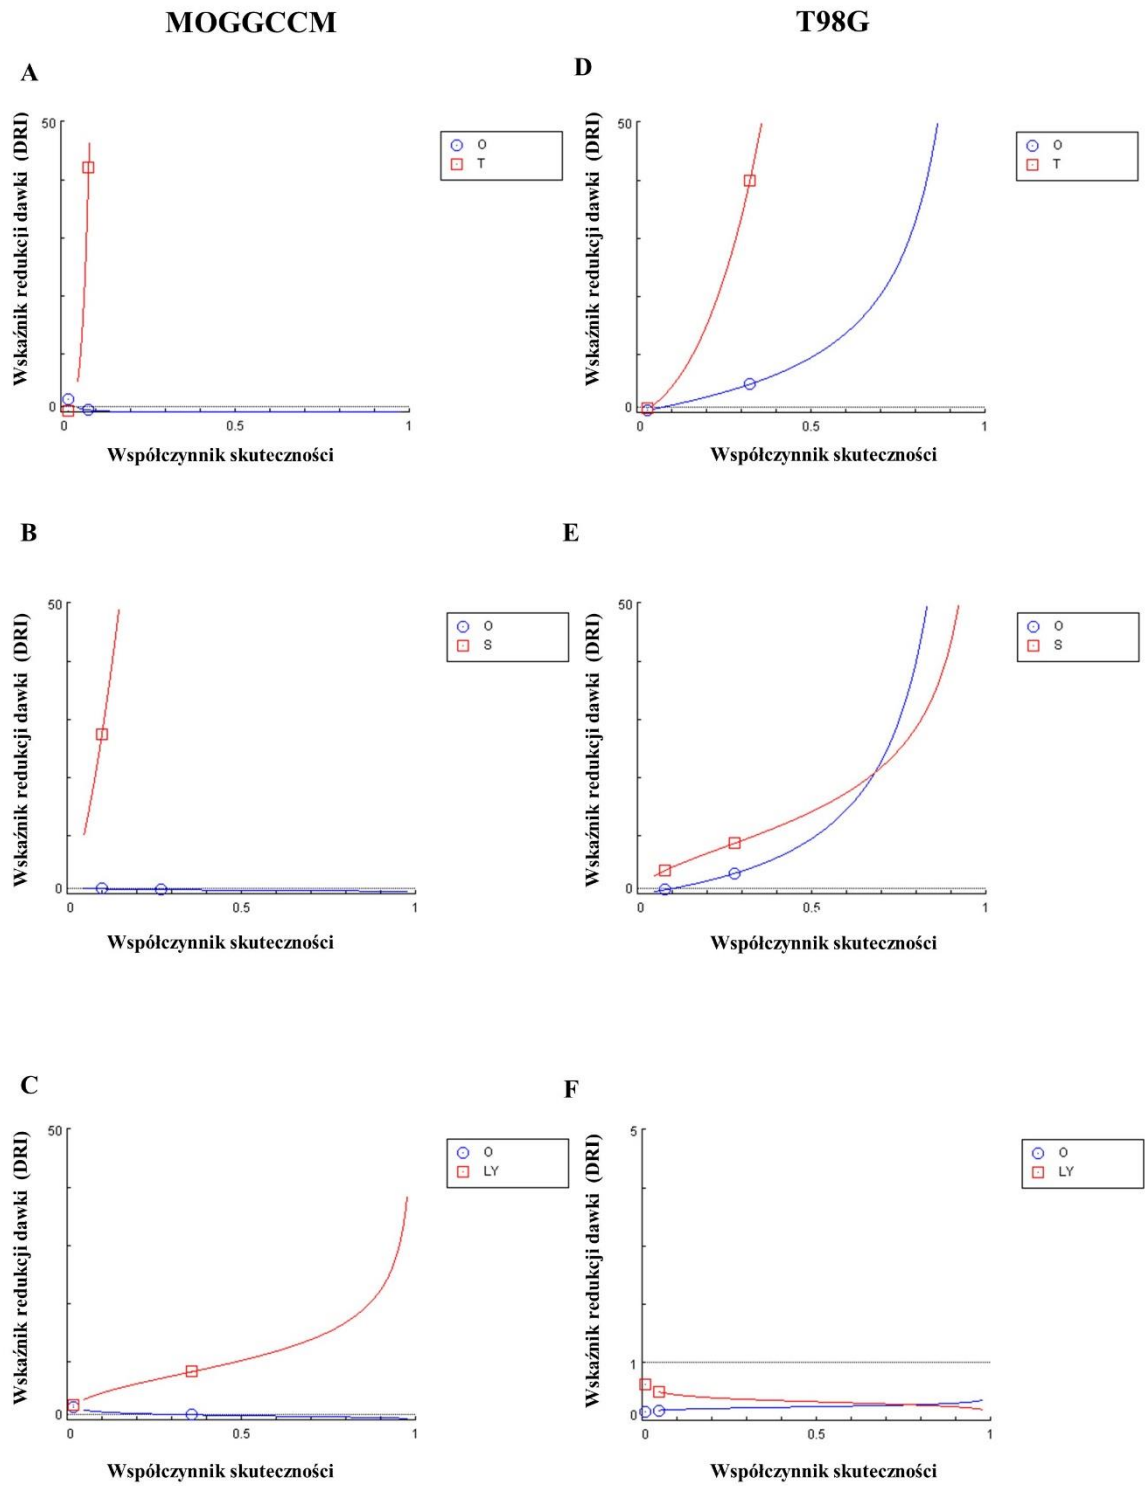 MOGGCCM
T98G
A
Wskaźnik redukcji dawki (DRI)
50
0
0
0.5
1
O
T
Współczynnik skuteczności
D
Wskaźnik redukcji dawki (DRI)
50
0
0
0.5
1
O
T
Współczynnik skuteczności
B
Wskaźnik redukcji dawki (DRI)
50
0
0
0.5
1
O
S
Współczynnik skuteczności
E
Wskaźnik redukcji dawki (DRI)
50
0
0
0.5
1
O
S
Współczynnik skuteczności
C
Wskaźnik redukcji dawki (DRI)
50
0
0
0.5
1
O
LY
Współczynnik skuteczności
F
Wskaźnik redukcji dawki (DRI)
5
1
0
0
0.5
1
O
LY
Współczynnik skuteczności